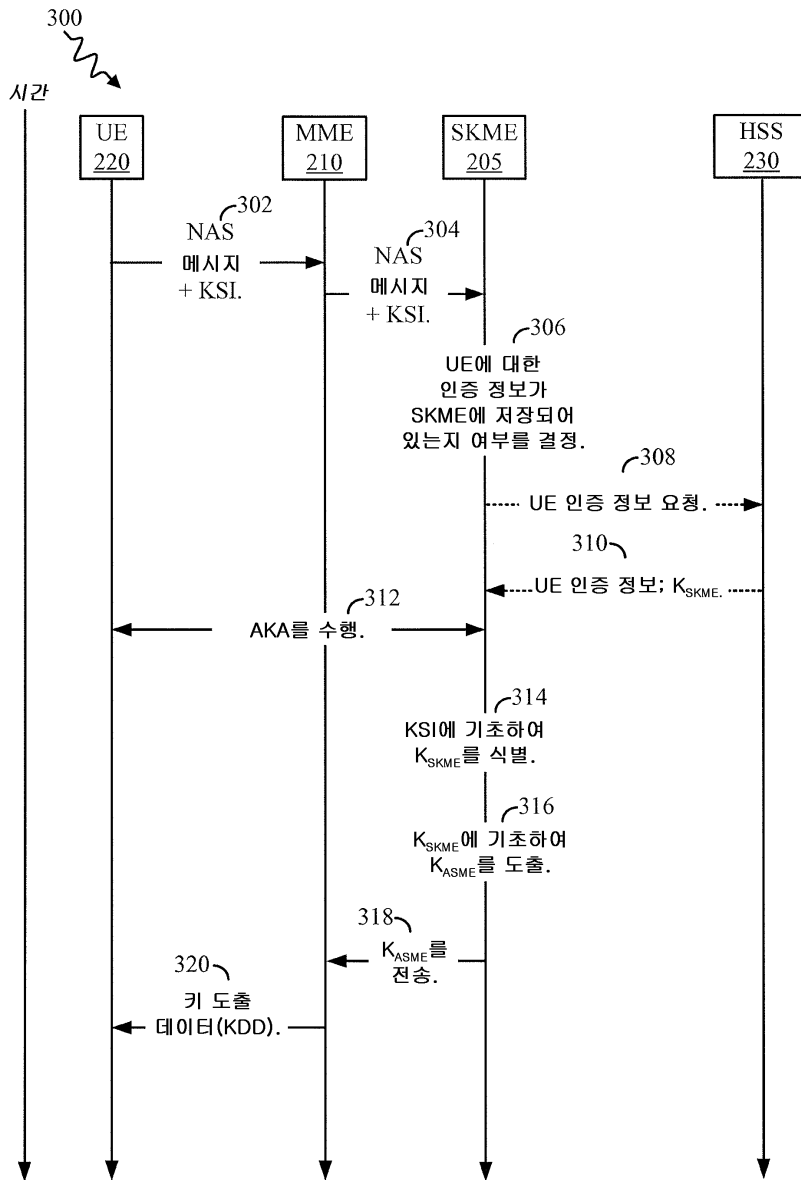 300
시간
UE
220
MME
210
SKME
205
HSS
230
302
NAS
메시지
+ KSI.
304
NAS
메시지
+ KSI.
306
UE에 대한
인증 정보가
SKME에 저장되어
있는지 여부를 결정.
308
UE 인증 정보 요청.
310
UE 인증 정보; KSKME.
312
AKA를 수행.
314
KSI에 기초하여
KSKME를 식별.
316
KSKME에 기초하여
KASME를 도출.
318
KASME를
전송.
320
키 도출
데이터(KDD).